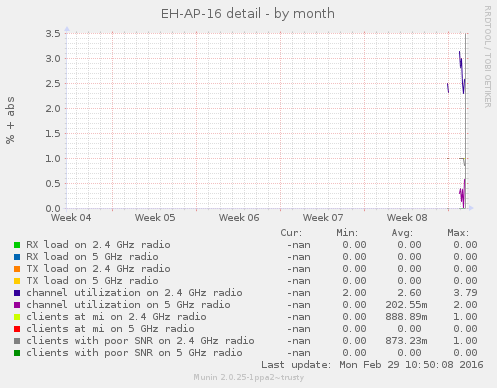 EH-AP-16 detail - by month
RRDTOOL / TOBI OETIKER
% + abs
3.5
3.0
2.5
2.0
1.5
1.0
0.5
0.0
Week 04 Week 05 Week 06 Week 07 Week 08
Cur: Min: Avg: Max:
RX load on 2.4 GHz radio -nan 0.00 0.00 0.00
RX load on 5 GHz radio -nan 0.00 0.00 0.00
TX load on 2.4 GHz radio -nan 0.00 0.00 0.00
TX load on 5 GHz radio -nan 0.00 0.00 0.00
channel utilization on 2.4 GHz radio -nan 2.00 2.60 3.79
channel utilization on 5 GHz radio -nan 0.00 202.55m 2.00
clients at mi on 2.4 GHz radio -nan 0.00 888.89m 1.00
clients at mi on 5 GHz radio -nan 0.00 0.00 0.00
clients with poor SNR on 2.4 GHz radio -nan 0.00 873.23m 1.00
clients with poor SNR on 5 GHz radio -nan 0.00 0.00 0.00
Last update: Mon Feb 29 10:50:08 2016
Munin 2.0.25-1ppa2~trusty